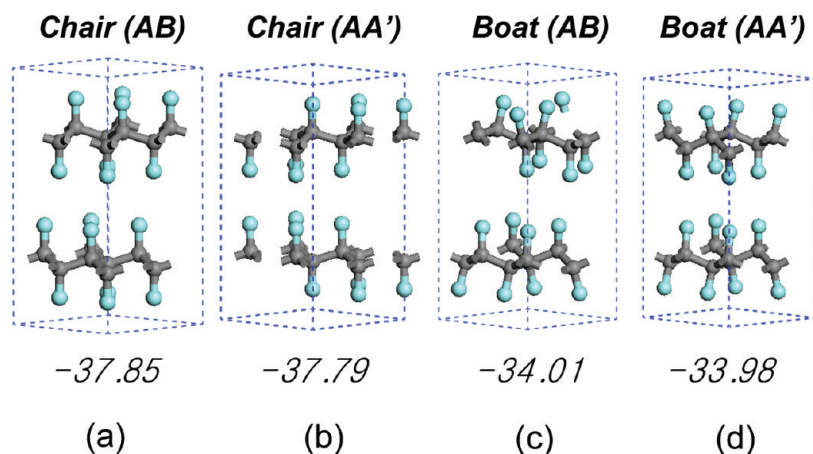 Chair (AB) Chair (AA’) Boat (AB) Boat (AA’)
−37.85 −37.79 −34.01 −33.98
(a) (b) (c) (d)